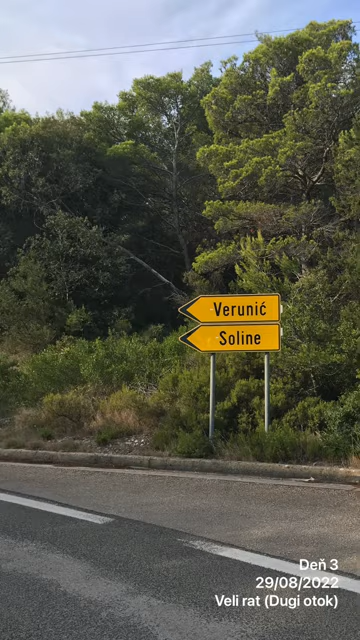 Verunić
Soline
Deň 3
29/08/2022
Veli rat (Dugi otok)